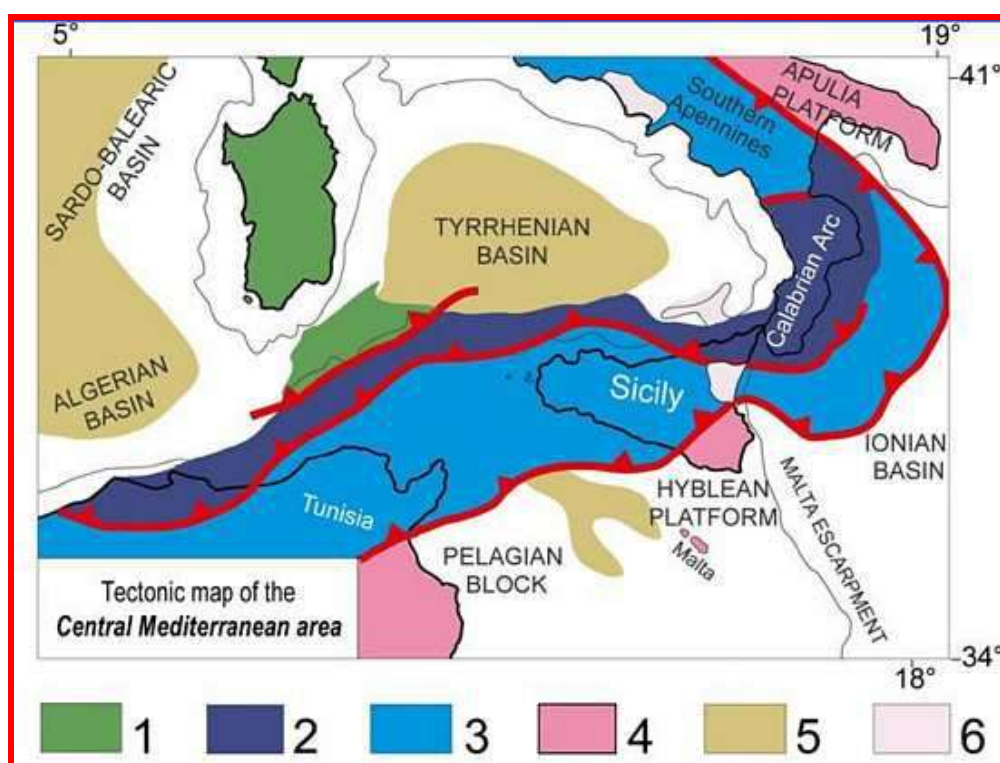 5°
19°
41°
SARDO-BALEARIC
BASIN
Southern
Apennines
APULIA
PLATFORM
TYRRHENIAN
BASIN
Calabrian Arc
ALGERIAN
BASIN
Sicily
IONIAN
BASIN
Tunisia
HYBLEAN
PLATFORM
Malta
MALTA ESCARPMENT
PELAGIAN
BLOCK
Tectonic map of the
Central Mediterranean area
34°
18°
1 2 3 4 5 6